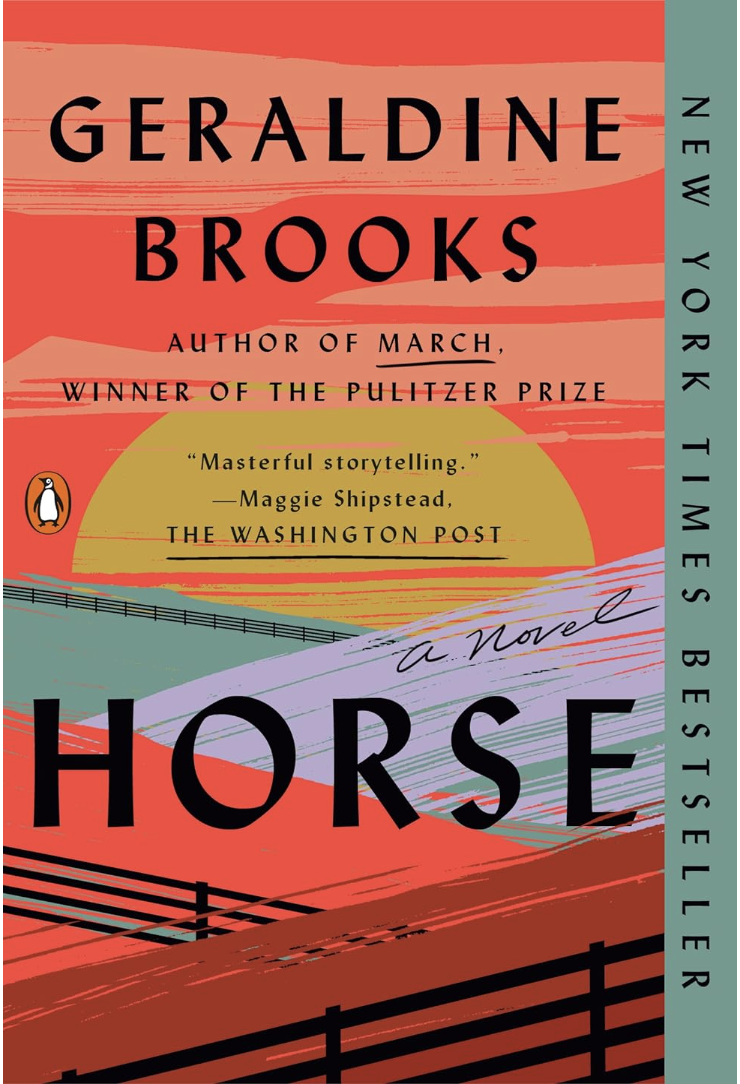 GERALDINE
BROOKS
AUTHOR OF MARCH,
WINNER OF THE PULITZER PRIZE
“Masterful storytelling.”
—Maggie Shipstead,
THE WASHINGTON POST
a novel
HORSE
NEW YORK TIMES BESTSELLER